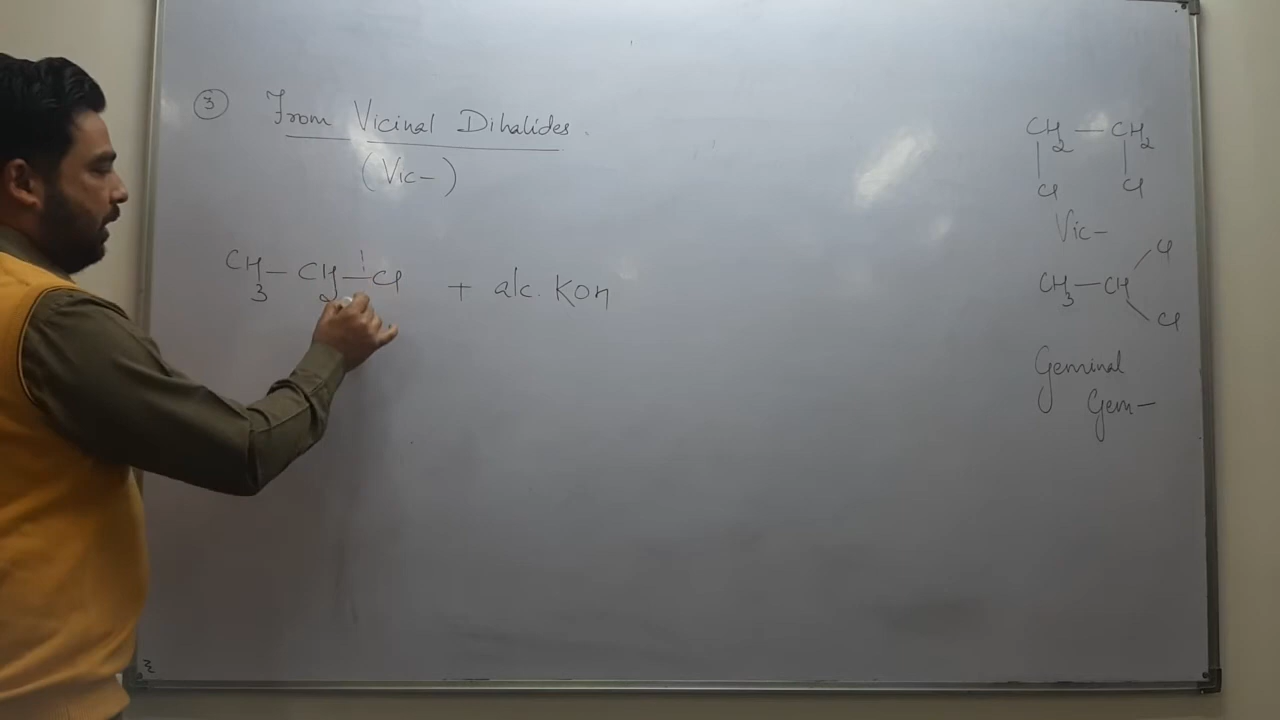 ③ From Vicinal Dihalides.
(Vic-)
CH₃-CH₂-Cl + alc. KOH
CH₂-CH₂
Cl Cl
Vic-
Cl
CH₃-CH
Cl
Geminal
Gem-